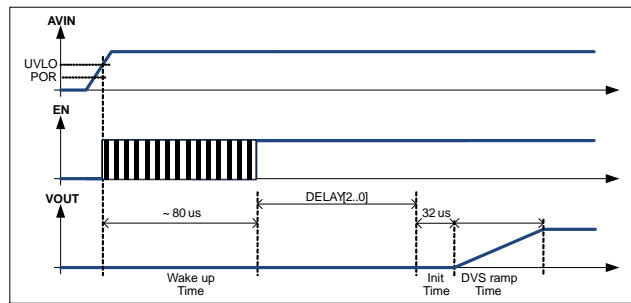 AVIN
UVLO
POR
EN
DELAY[2..0]
VOUT
~ 80 us
32 us
Wake up
Time
Init
Time
DVS ramp
Time